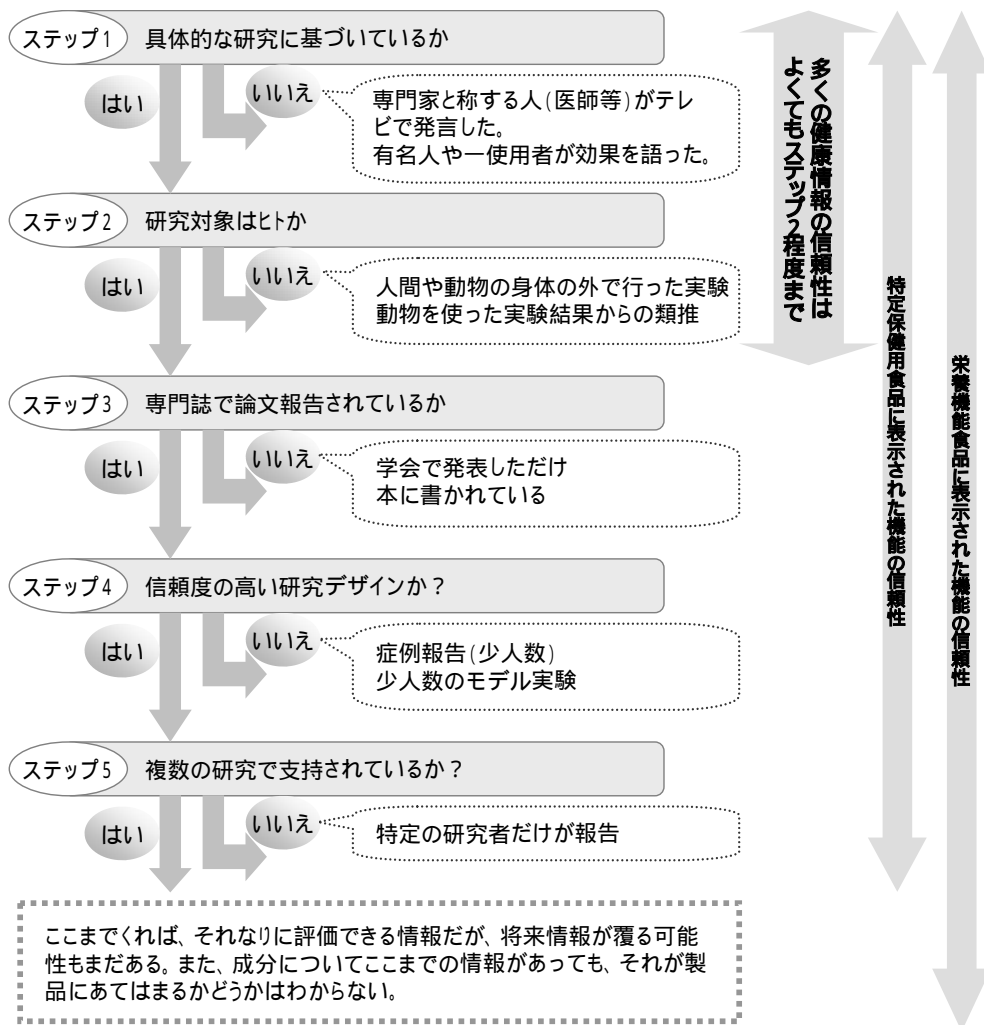 ステップ1 具体的な研究に基づいているか
はい
いいえ
専門家と称する人(医師等)がテレ
ビで発言した。
有名人や一使用者が効果を語った。
ステップ2 研究対象はヒトか
はい
いいえ
人間や動物の身体の外で行った実験
動物を使った実験結果からの類推
ステップ3 専門誌で論文報告されているか
はい
いいえ
学会で発表しただけ
本に書かれている
ステップ4 信頼度の高い研究デザインか？
はい
いいえ
症例報告(少人数)
少人数のモデル実験
ステップ5 複数の研究で支持されているか？
はい
いいえ
特定の研究者だけが報告
ここまでくれば、それなりに評価できる情報だが、将来情報が覆る可能
性もまだある。また、成分についてここまでの情報があっても、それが製
品にあてはまるかどうかはわからない。
多くの健康情報の信頼性は
よくてもステップ2程度まで
特定保健用食品に表示された機能の信頼性
栄養機能食品に表示された機能の信頼性